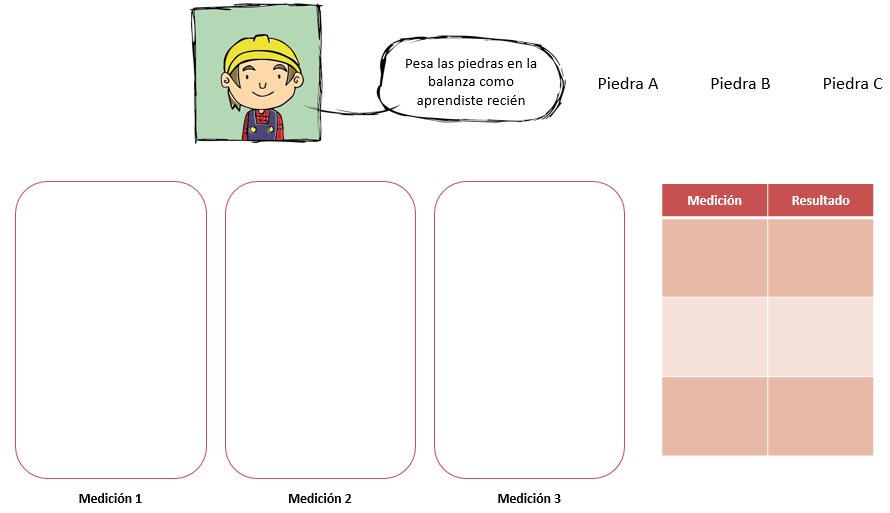 Pesa las piedras en la
balanza como
aprendiste recién
Piedra A
Piedra B
Piedra C
Medición
Resultado
Medición 1
Medición 2
Medición 3